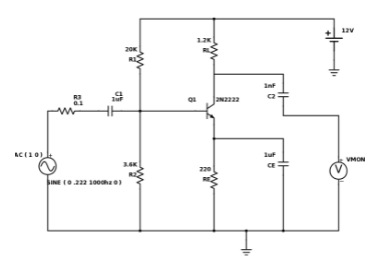 12V
1.2K
RL
20K
R1
1nF
C2
R3
0.1
C1
1uF
Q1
2N2222
AC ( 1 0 )
SINE ( 0 .222 1000hz 0 )
3.6K
R2
220
RE
1uF
CE
VMON
V